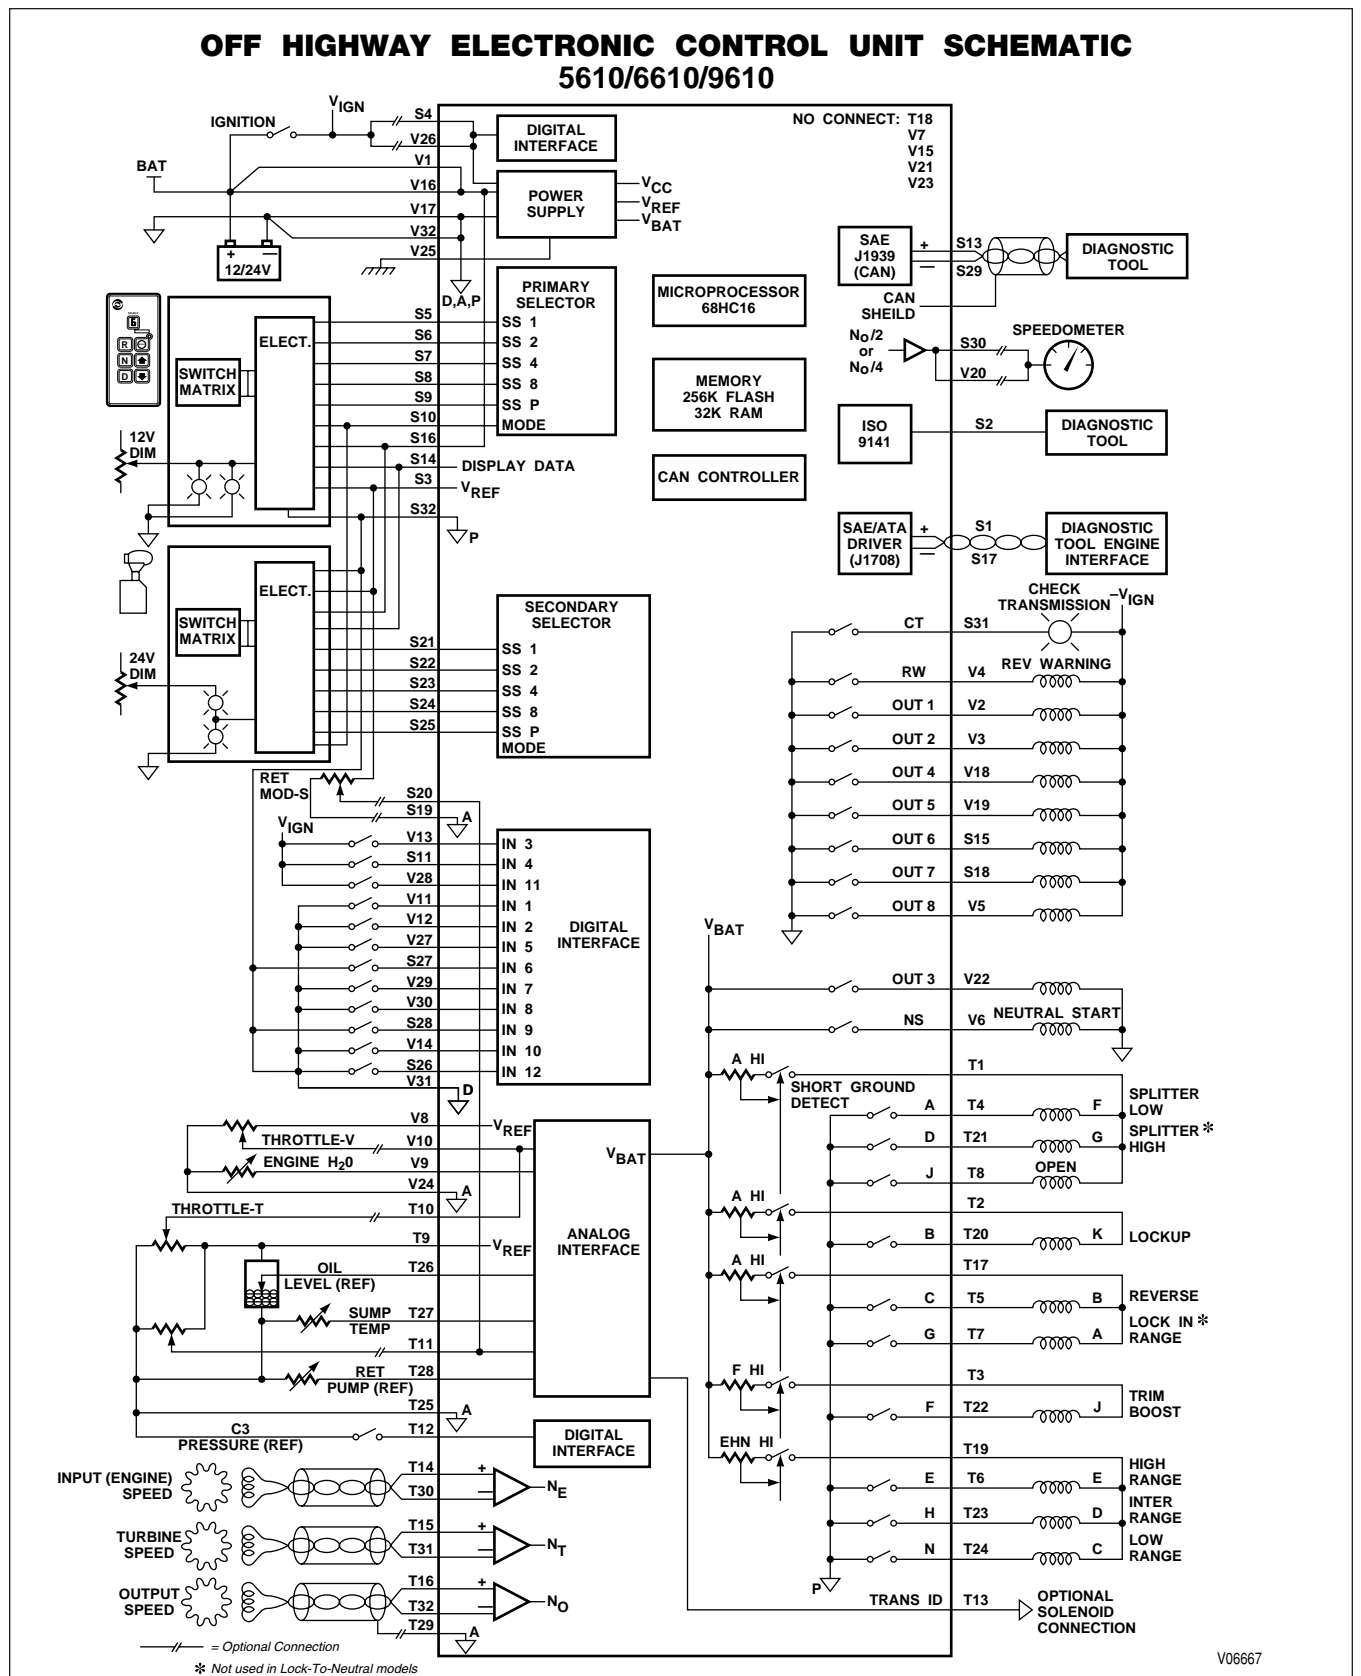 OFF HIGHWAY ELECTRONIC CONTROL UNIT SCHEMATIC
5610/6610/9610
VIGN
IGNITION
S4
V26
V1
BAT
V16
V17
V32
V25
12/24V
+ –
DIGITAL
INTERFACE
POWER
SUPPLY
VCC
VREF
VBAT
D,A,P
NO CONNECT: T18
V7
V15
V21
V23
SAE
J1939
(CAN)
+
–
S13
S29
DIAGNOSTIC
TOOL
CAN
SHEILD
MICROPROCESSOR
68HC16
MEMORY
256K FLASH
32K RAM
CAN CONTROLLER
No/2
or
No/4
S30
V20
SPEEDOMETER
ISO
9141
S2
DIAGNOSTIC
TOOL
SAE/ATA
DRIVER
(J1708)
+
–
S1
S17
DIAGNOSTIC
TOOL ENGINE
INTERFACE
R
N
D
SWITCH
MATRIX
ELECT.
12V
DIM
PRIMARY
SELECTOR
S5 SS 1
S6 SS 2
S7 SS 4
S8 SS 8
S9 SS P
S10 MODE
S16
S14 DISPLAY DATA
S3 VREF
S32
P
SWITCH
MATRIX
ELECT.
24V
DIM
SECONDARY
SELECTOR
S21 SS 1
S22 SS 2
S23 SS 4
S24 SS 8
S25 SS P
MODE
RET
MOD-S
S20
S19
A
VIGN
V13 IN 3
S11 IN 4
V28 IN 11
V11 IN 1
V12 IN 2
V27 IN 5
S27 IN 6
V29 IN 7
V30 IN 8
S28 IN 9
V14 IN 10
S26 IN 12
V31
D
DIGITAL
INTERFACE
V8 VREF
THROTTLE-V V10
ENGINE H20 V9
V24
A
THROTTLE-T T10
T9 VREF
OIL
LEVEL (REF)
T26
SUMP
TEMP
T27
T11
RET
PUMP (REF)
T28
T25
A
C3
PRESSURE (REF)
T12
ANALOG
INTERFACE
VBAT
DIGITAL
INTERFACE
INPUT (ENGINE)
SPEED
T14 +
T30 –
NE
TURBINE
SPEED
T15 +
T31 –
NT
OUTPUT
SPEED
T16 +
T32 –
NO
T29
A
CHECK
TRANSMISSION
–VIGN
CT S31
REV WARNING
RW V4
OUT 1 V2
OUT 2 V3
OUT 4 V18
OUT 5 V19
OUT 6 S15
OUT 7 S18
OUT 8 V5
VBAT
OUT 3 V22
NS V6 NEUTRAL START
A HI T1
SHORT GROUND
DETECT
A T4 F
SPLITTER
LOW
D T21 G
SPLITTER *
HIGH
J T8 OPEN
A HI T2
B T20 K LOCKUP
A HI T17
C T5 B REVERSE
G T7 A
LOCK IN *
RANGE
F HI T3
F T22 J
TRIM
BOOST
EHN HI T19
E T6 E
HIGH
RANGE
H T23 D
INTER
RANGE
N T24 C
LOW
RANGE
P
TRANS ID T13
OPTIONAL
SOLENOID
CONNECTION
= Optional Connection
* Not used in Lock-To-Neutral models
V06667